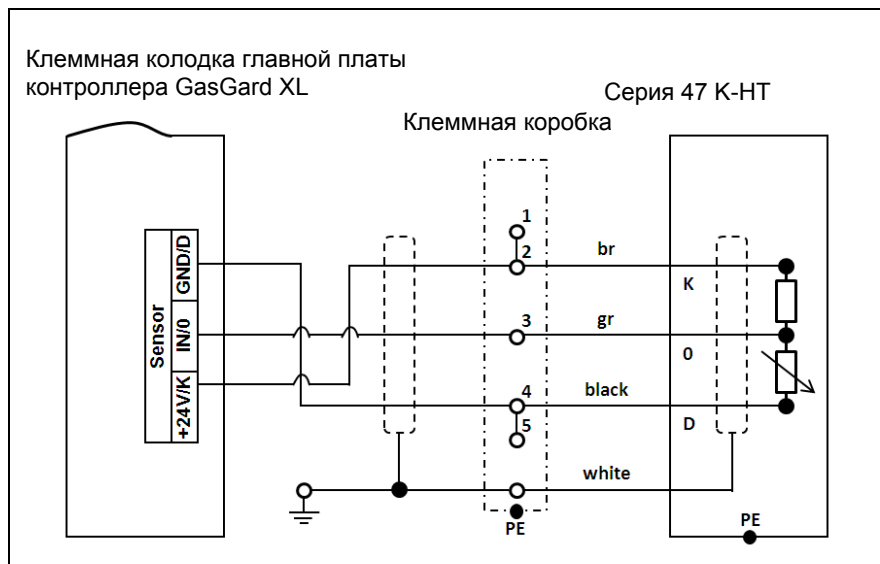 Клеммная колодка главной платы
контроллера GasGard XL
Серия 47 K-HT
Клеммная коробка
Sensor
GND/D
IN/0
+24V/K
1
2
3
4
5
PE
br
gr
black
white
K
0
D
PE